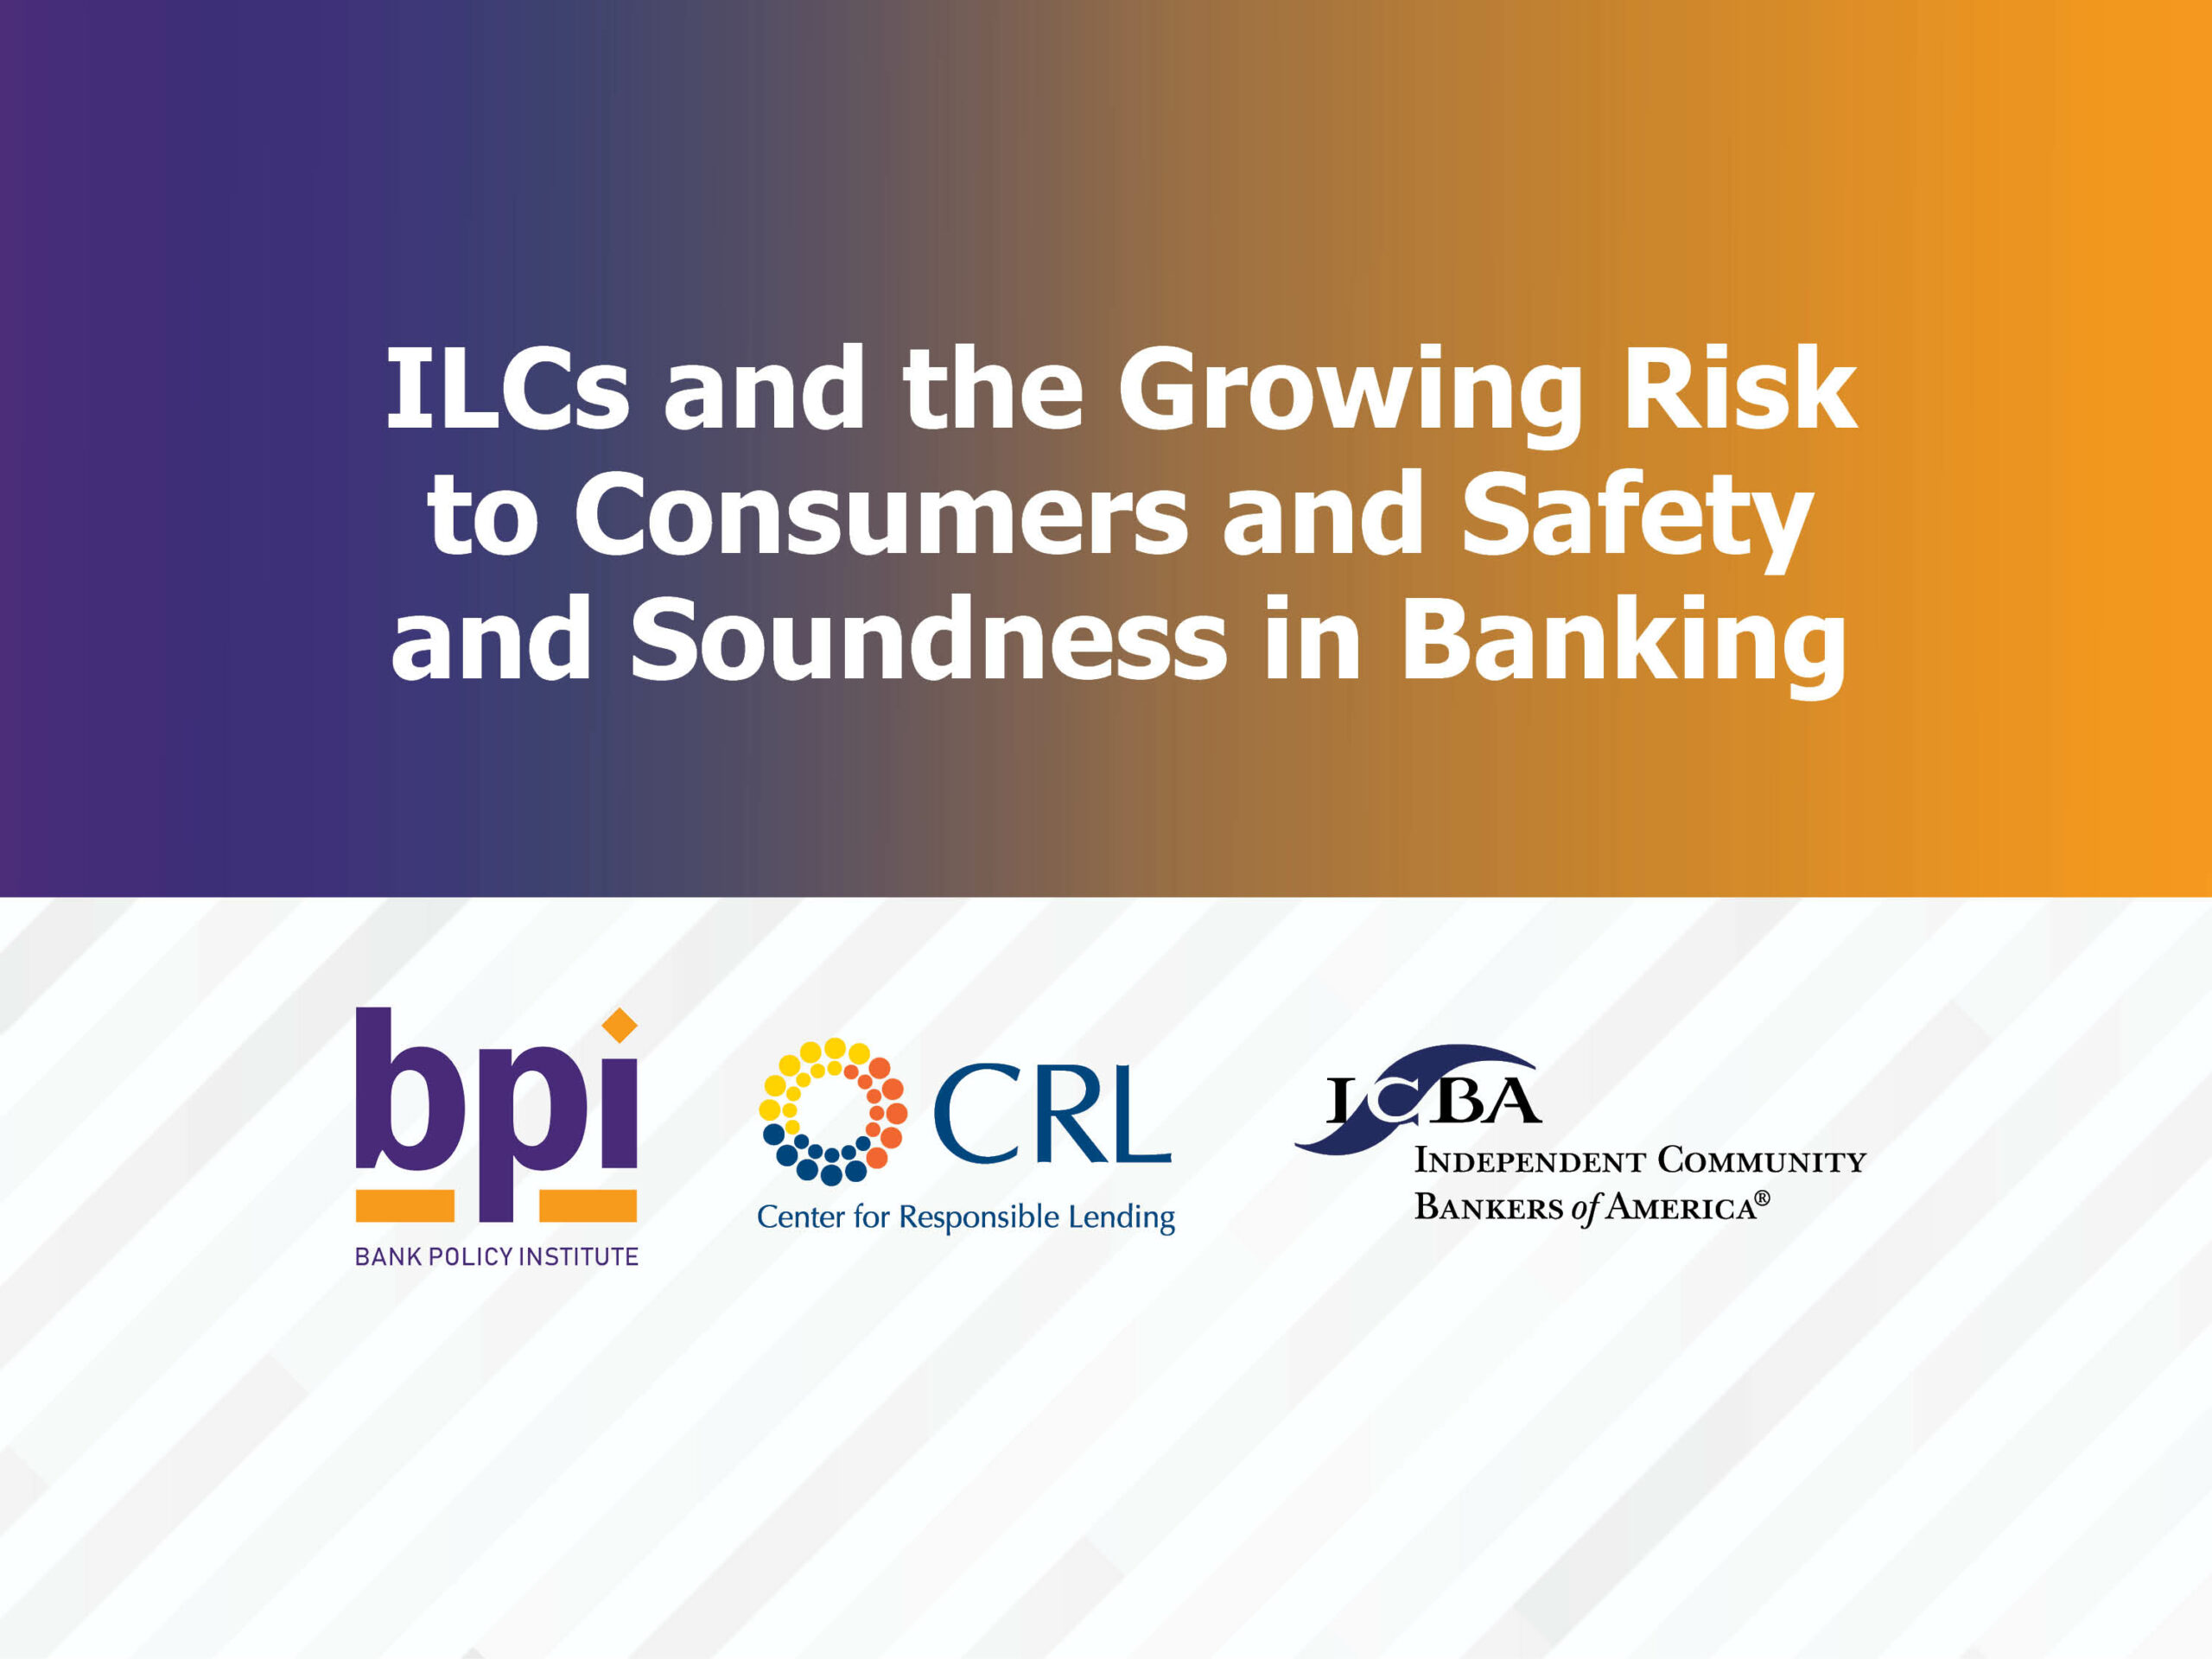 ILCs and the Growing Risk
to Consumers and Safety
and Soundness in Banking
bpi
BANK POLICY INSTITUTE
CRL
Center for Responsible Lending
ICBA
INDEPENDENT COMMUNITY
BANKERS of AMERICA®